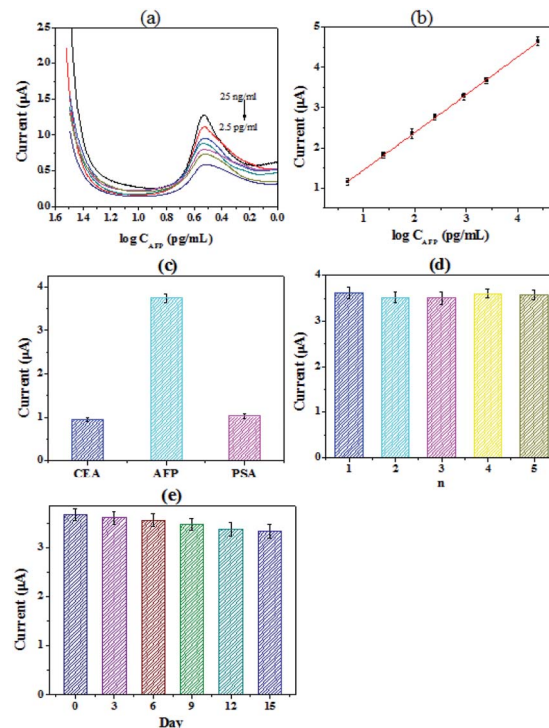 (a)
Current (μA)
2.5
2.0
1.5
1.0
0.5
0.0
25 ng/ml
2.5 pg/ml
1.6 1.4 1.2 1.0 0.8 0.6 0.4 0.2 0.0
log C_AFP (pg/mL)
(b)
Current (μA)
5
4
3
2
1
1 2 3 4
log C_AFP (pg/mL)
(c)
Current (μA)
4
3
2
1
0
CEA AFP PSA
(d)
Current (μA)
4
3
2
1
0
1 2 3 4 5
n
(e)
Current (μA)
3
2
1
0
0 3 6 9 12 15
Day